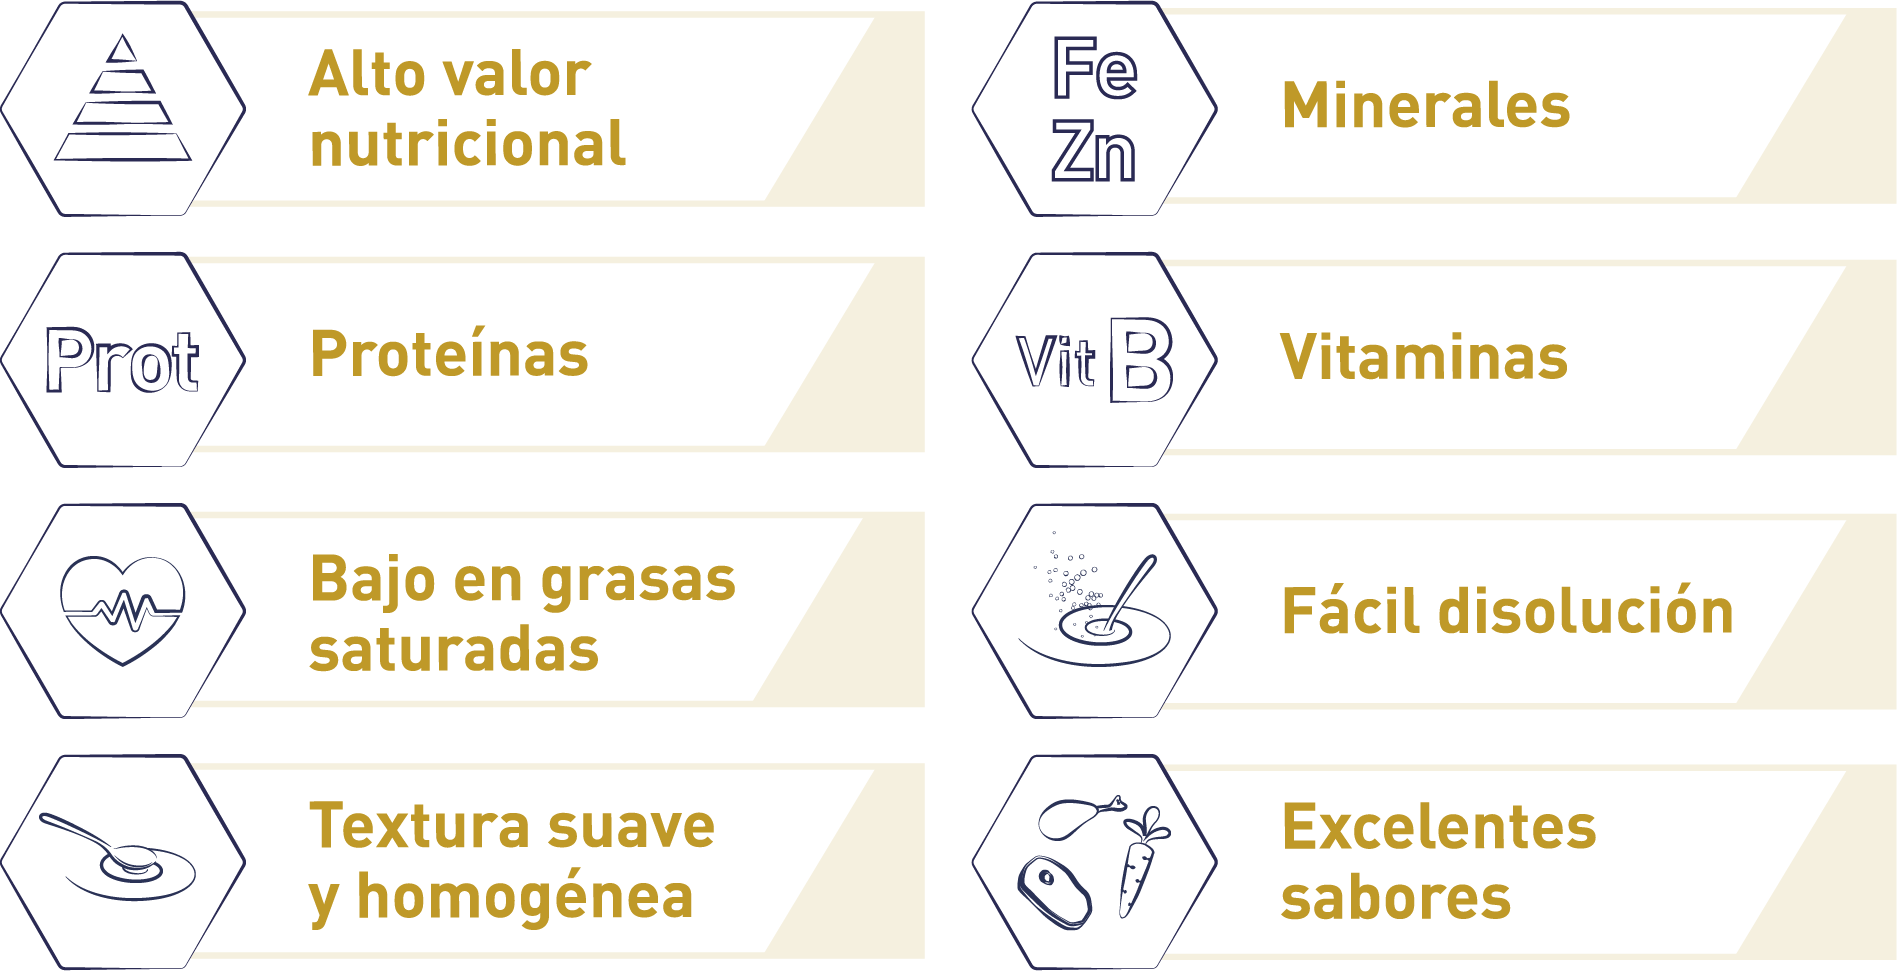 Alto valor
nutricional
Fe
Zn
Minerales
Prot
Proteínas
Vit B
Vitaminas
Bajo en grasas
saturadas
Fácil disolución
Textura suave
y homogénea
Excelentes
sabores